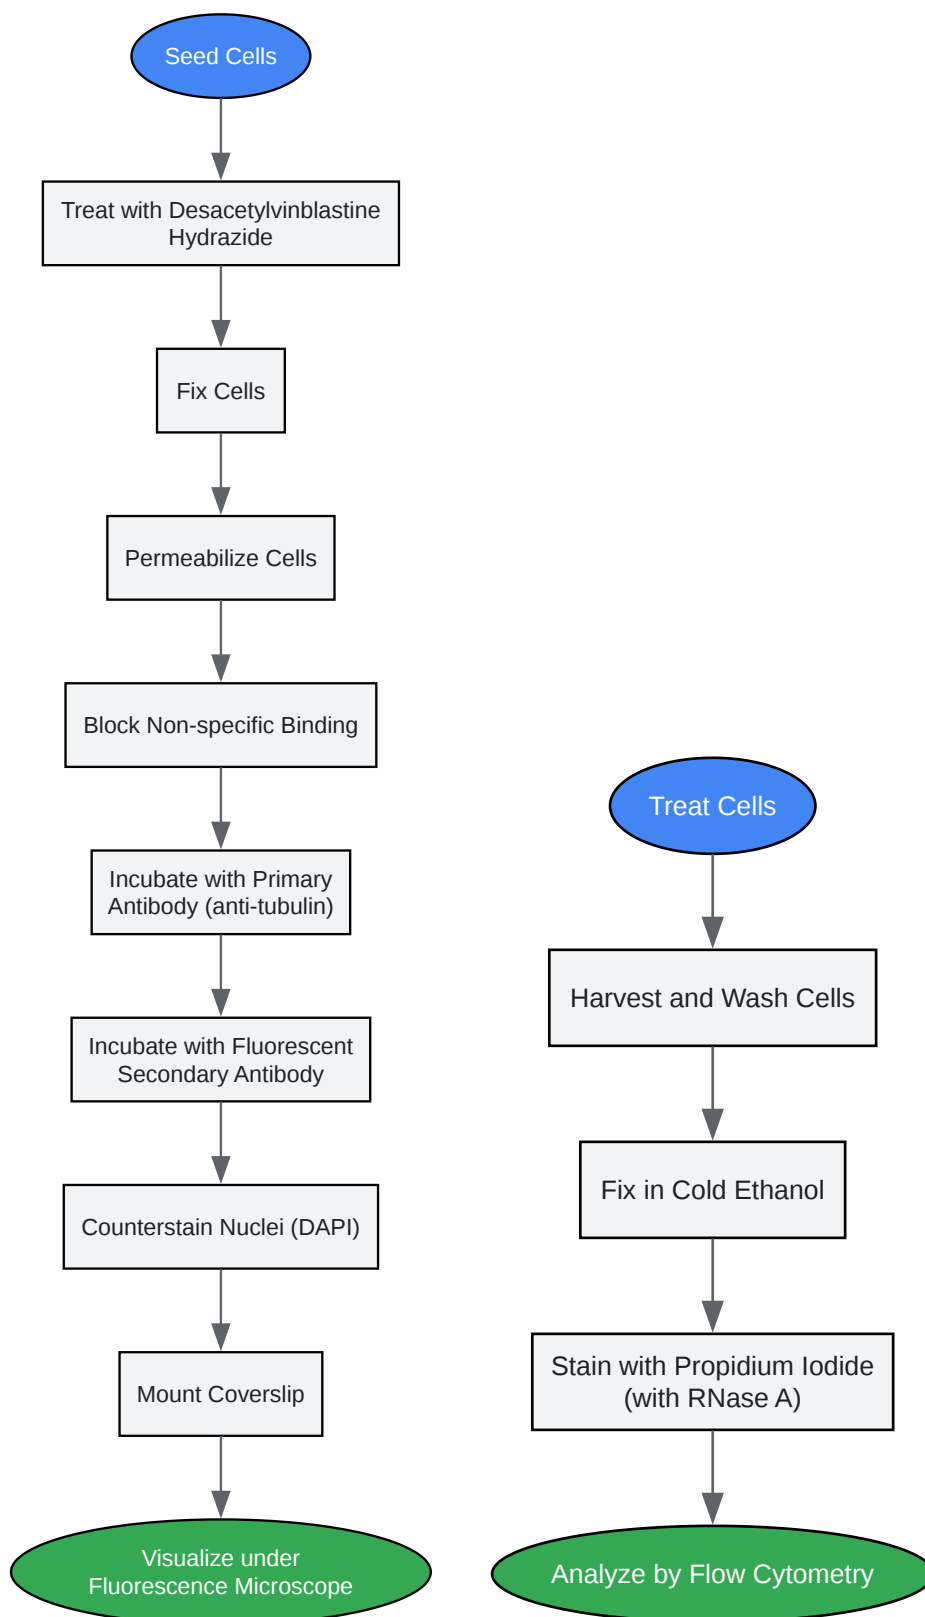 Seed Cells
Treat with Desacetylvinblastine
Hydrazide
Fix Cells
Permeabilize Cells
Block Non-specific Binding
Incubate with Primary
Antibody (anti-tubulin)
Incubate with Fluorescent
Secondary Antibody
Counterstain Nuclei (DAPI)
Mount Coverslip
Visualize under
Fluorescence Microscope
Treat Cells
Harvest and Wash Cells
Fix in Cold Ethanol
Stain with Propidium Iodide
(with RNase A)
Analyze by Flow Cytometry